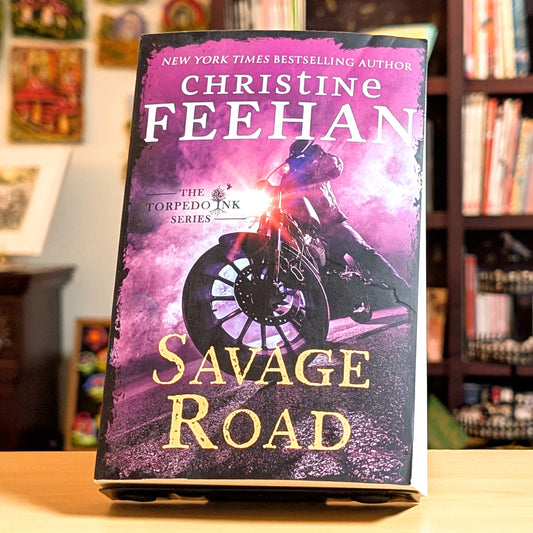 NEW YORK TIMES BESTSELLING AUTHOR
CHRISTINE
FEEHAN
THE
TORPEDO INK
SERIES
SAVAGE
ROAD